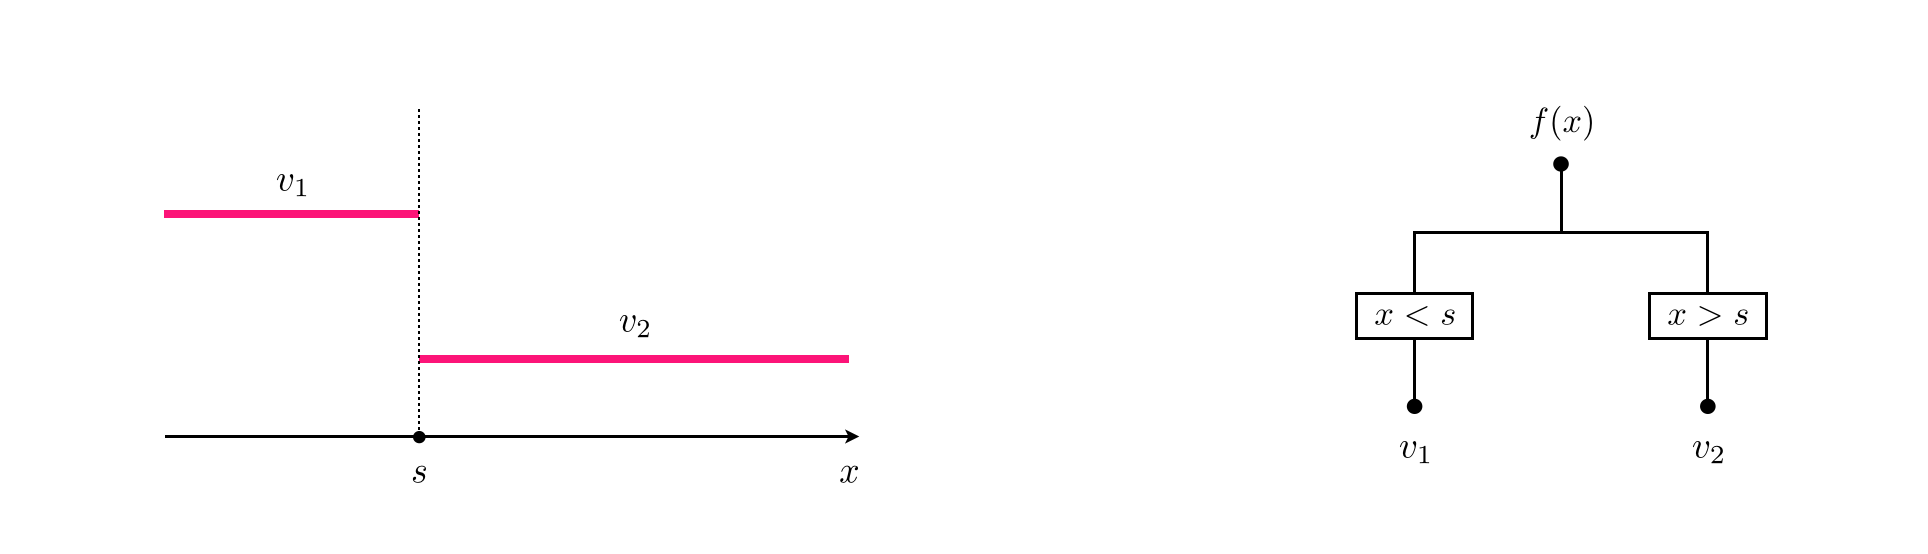 v₁
v₂
s
x
f(x)
x < s
x > s
v₁
v₂